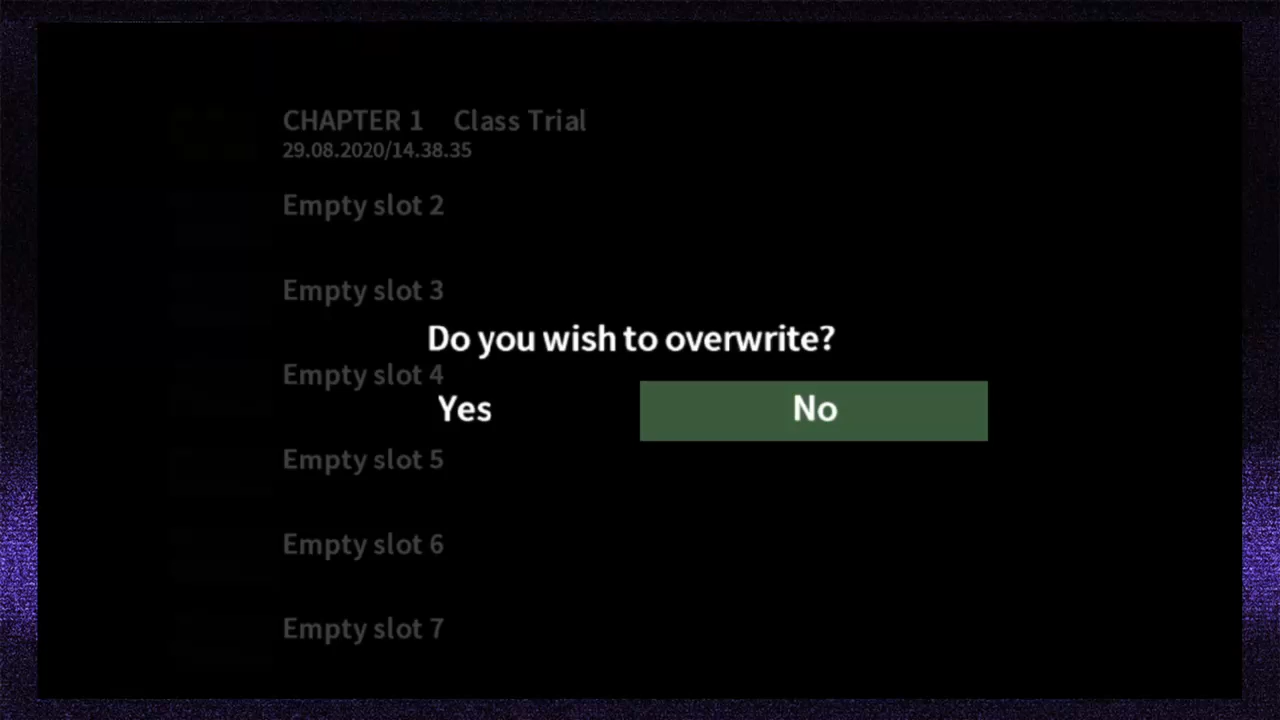 CHAPTER 1 Class Trial
29.08.2020/14.38.35
Empty slot 2
Empty slot 3
Do you wish to overwrite?
Empty slot 4
Yes No
Empty slot 5
Empty slot 6
Empty slot 7